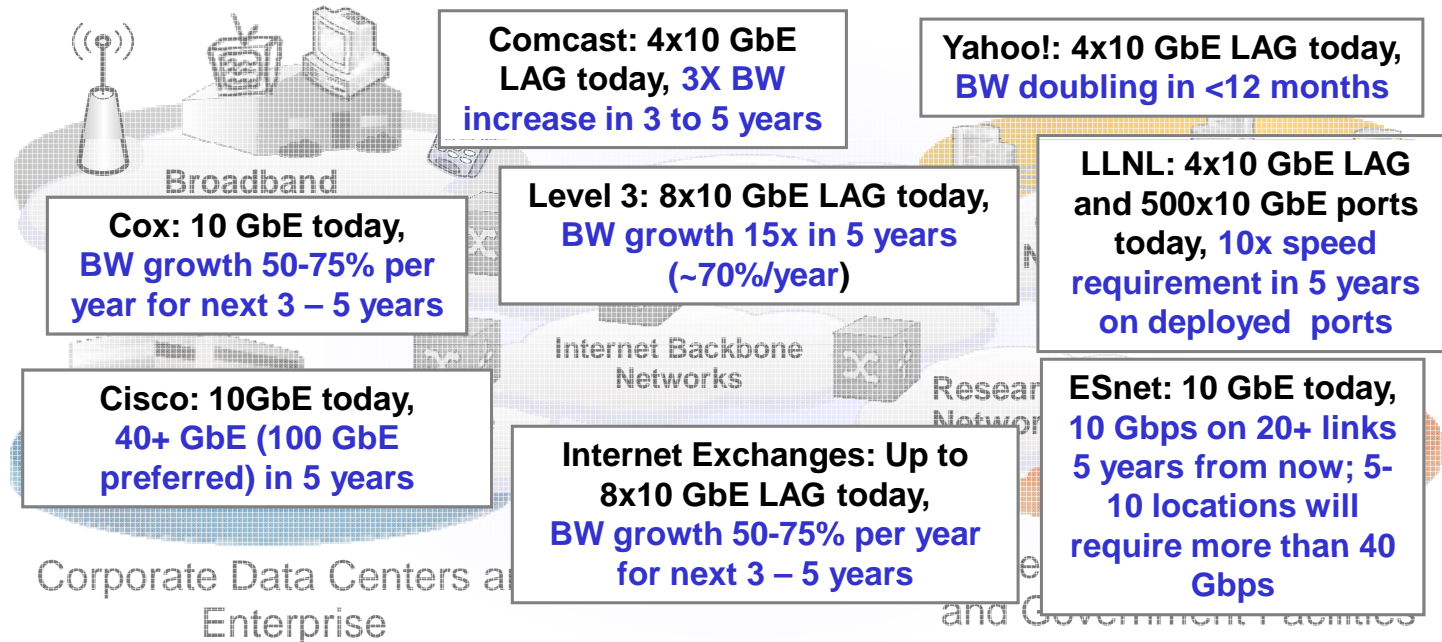 Comcast: 4x10 GbE
LAG today, 3X BW
increase in 3 to 5 years
Yahoo!: 4x10 GbE LAG today,
BW doubling in <12 months
Broadband
LLNL: 4x10 GbE LAG
and 500x10 GbE ports
today, 10x speed
requirement in 5 years
on deployed ports
Level 3: 8x10 GbE LAG today,
BW growth 15x in 5 years
(~70%/year)
Cox: 10 GbE today,
BW growth 50-75% per
year for next 3 – 5 years
Internet Backbone
Networks
Cisco: 10GbE today,
40+ GbE (100 GbE
preferred) in 5 years
ESnet: 10 GbE today,
10 Gbps on 20+ links
5 years from now; 5-
10 locations will
require more than 40
Gbps
Internet Exchanges: Up to
8x10 GbE LAG today,
BW growth 50-75% per year
for next 3 – 5 years
Corporate Data Centers
Enterprise
and Government Facilities